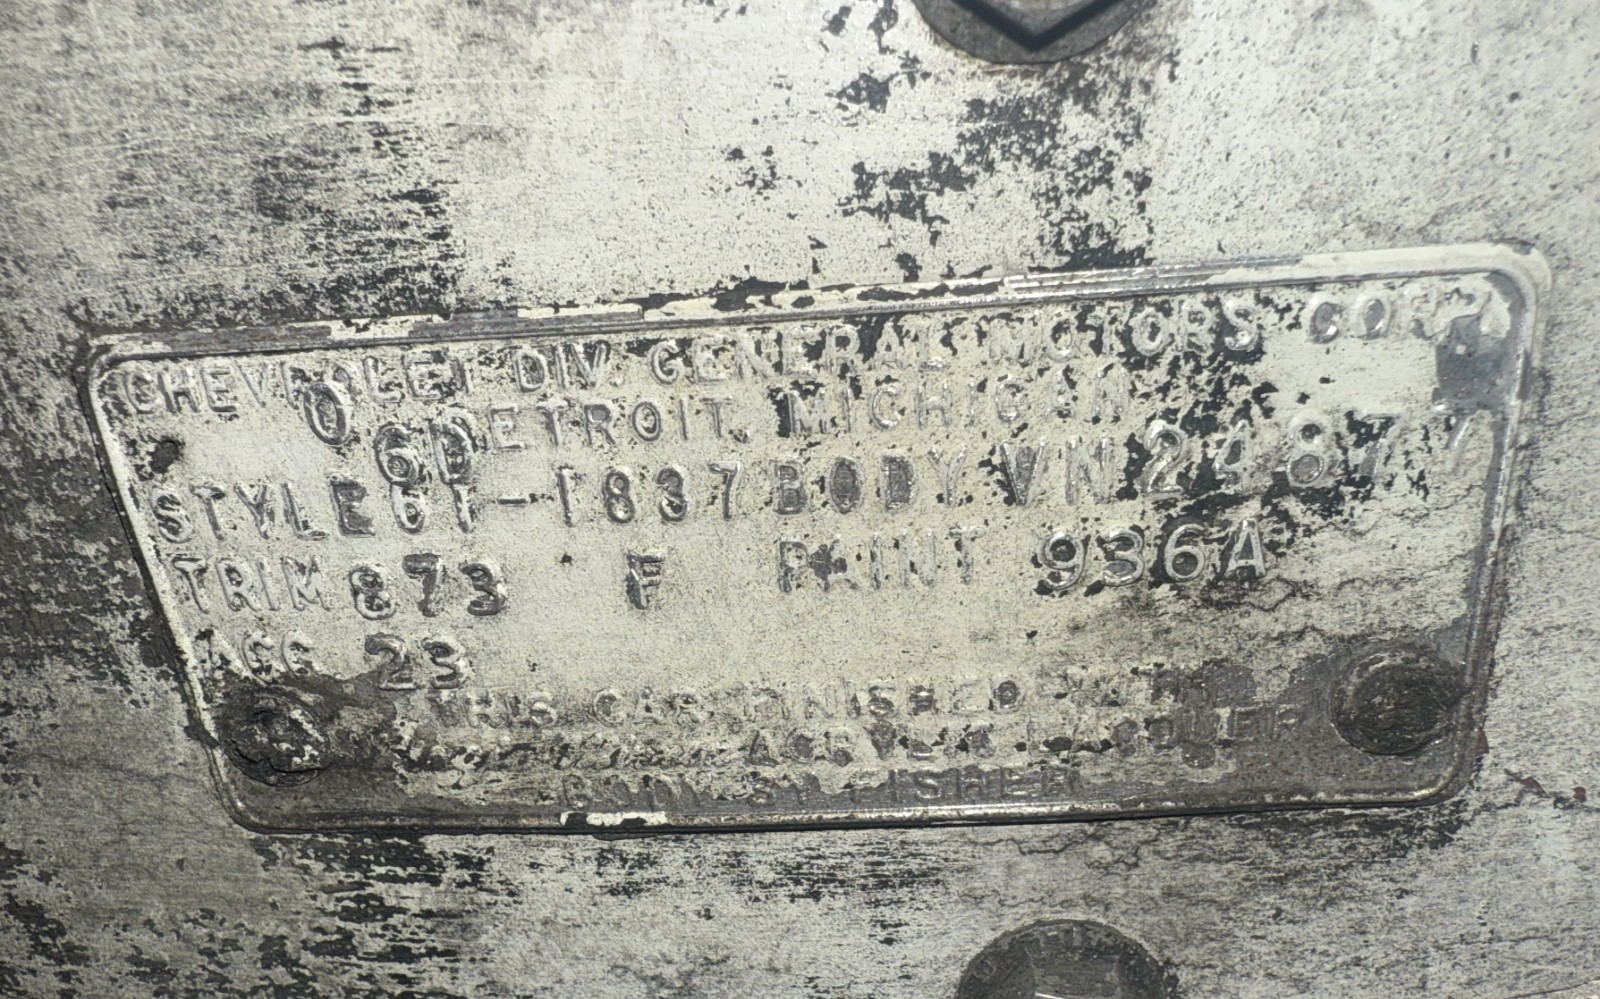 CHEVROLET DIV. GENERAL MOTORS CORP.
O
DETROIT, MICHIGAN
6D
STYLE 61-1837 BODY VN 24877
TRIM 873 F PAINT 936A
ACC 23
THIS CAR FINISHED WITH
ACRYLIC LACQUER
BODY BY FISHER